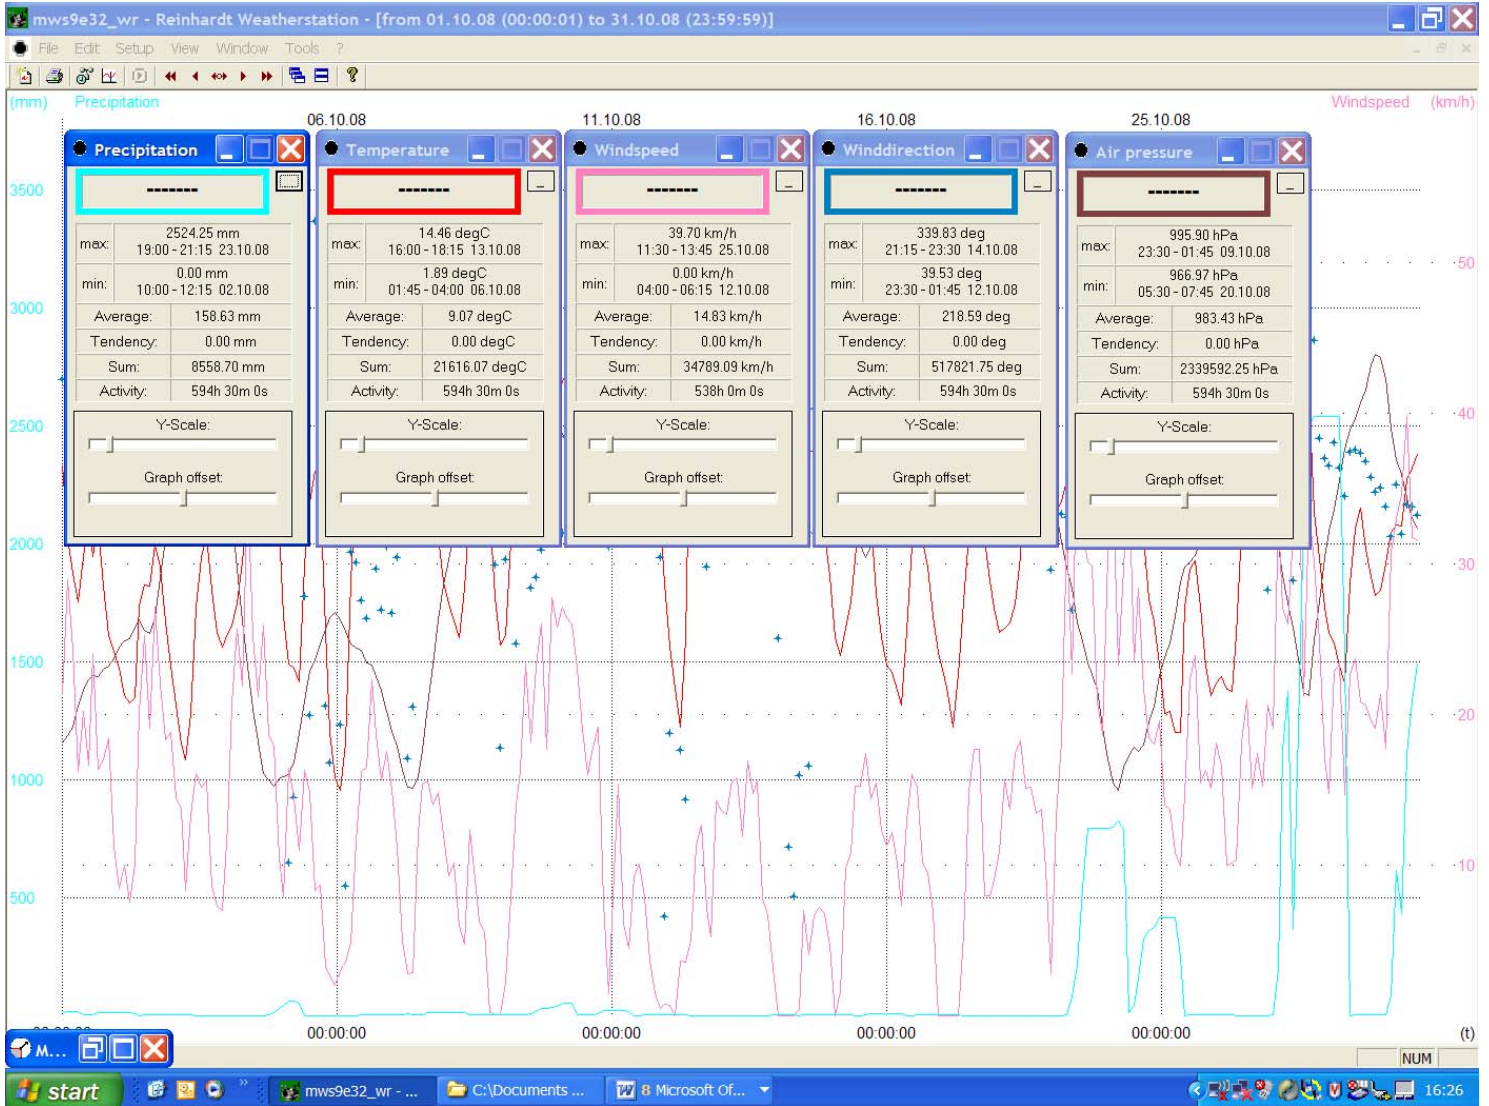 mws9e32_wr - Reinhardt Weatherstation - [from 01.10.08 (00:00:01) to 31.10.08 (23:59:59)]
File Edit Setup View Window Tools ?
(mm) Precipitation Windspeed (km/h)
06.10.08 11.10.08 16.10.08 25.10.08
Precipitation
-------
max: 2524.25 mm
19:00 - 21:15 23.10.08
min: 0.00 mm
10:00 - 12:15 02.10.08
Average: 158.63 mm
Tendency: 0.00 mm
Sum: 8558.70 mm
Activity: 594h 30m 0s
Y-Scale:
Graph offset:
Temperature
-------
max: 14.46 degC
16:00 - 18:15 13.10.08
min: 1.89 degC
01:45 - 04:00 06.10.08
Average: 9.07 degC
Tendency: 0.00 degC
Sum: 21616.07 degC
Activity: 594h 30m 0s
Y-Scale:
Graph offset:
Windspeed
-------
max: 39.70 km/h
11:30 - 13:45 25.10.08
min: 0.00 km/h
04:00 - 06:15 12.10.08
Average: 14.83 km/h
Tendency: 0.00 km/h
Sum: 34789.09 km/h
Activity: 538h 0m 0s
Y-Scale:
Graph offset:
Winddirection
-------
max: 339.83 deg
21:15 - 23:30 14.10.08
min: 39.53 deg
23:30 - 01:45 12.10.08
Average: 218.59 deg
Tendency: 0.00 deg
Sum: 517821.75 deg
Activity: 594h 30m 0s
Y-Scale:
Graph offset:
Air pressure
-------
max: 995.90 hPa
23:30 - 01:45 09.10.08
min: 966.97 hPa
05:30 - 07:45 20.10.08
Average: 983.43 hPa
Tendency: 0.00 hPa
Sum: 2339592.25 hPa
Activity: 594h 30m 0s
Y-Scale:
Graph offset:
3500
3000
2500
2000
1500
1000
500
50
40
30
20
10
00:00:00 00:00:00 00:00:00 00:00:00 (t)
M...
NUM
start mws9e32_wr - ... C:\Documents ... 8 Microsoft Of... 16:26